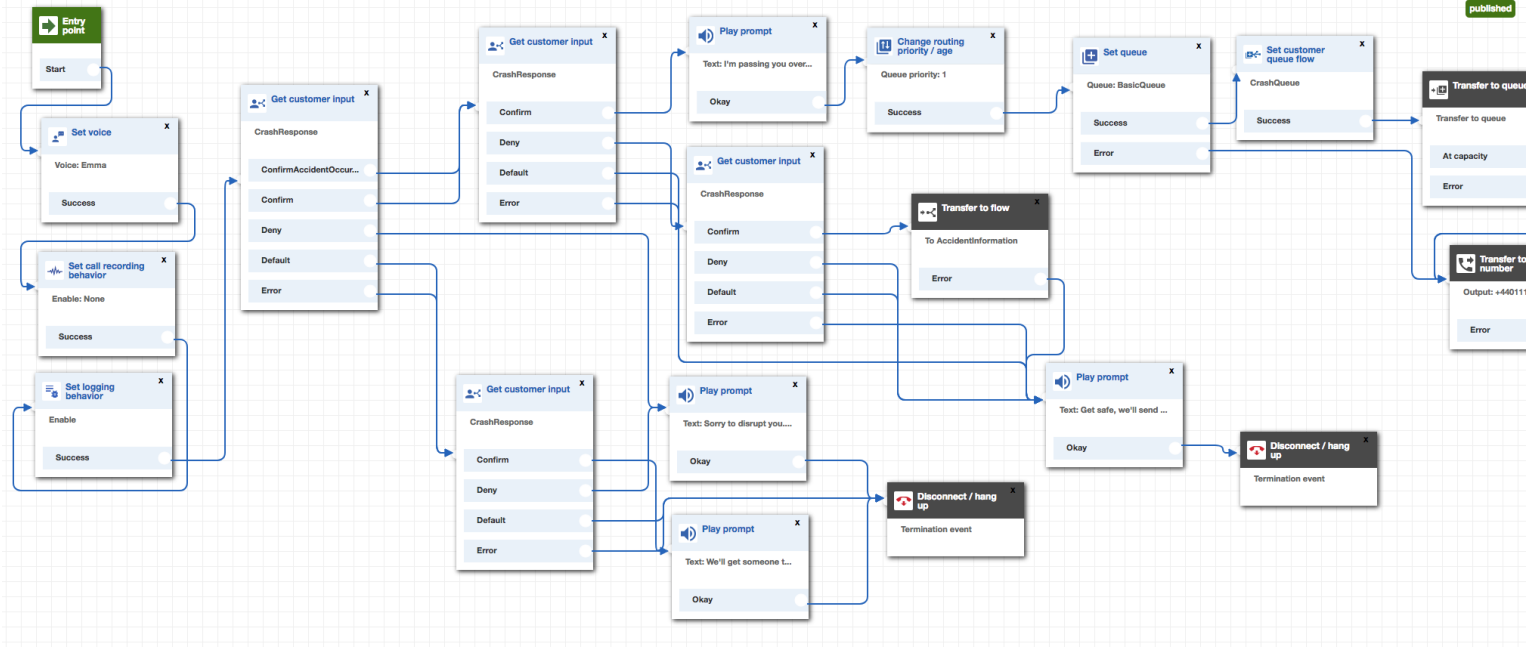 published
Entry
point
Start
Set voice
x
Voice: Emma
Success
Set call recording
behavior
x
Enable: None
Success
Set logging
behavior
x
Enable
Success
Get customer input
x
CrashResponse
ConfirmAccidentOccur...
Confirm
Deny
Default
Error
Get customer input
x
CrashResponse
Confirm
Deny
Default
Error
Get customer input
x
CrashResponse
Confirm
Deny
Default
Error
Play prompt
x
Text: I'm passing you over...
Okay
Get customer input
x
CrashResponse
Confirm
Deny
Default
Error
Play prompt
x
Text: Sorry to disrupt you....
Okay
Play prompt
x
Text: We'll get someone t...
Okay
Change routing
priority / age
x
Queue priority: 1
Success
Transfer to flow
x
To AccidentInformation
Error
Disconnect / hang
up
x
Termination event
Set queue
x
Queue: BasicQueue
Success
Error
Play prompt
x
Text: Get safe, we'll send ...
Okay
Set customer
queue flow
x
CrashQueue
Success
Disconnect / hang
up
x
Termination event
Transfer to queue
Transfer to queue
At capacity
Error
Transfer to
number
Output: +440111
Error